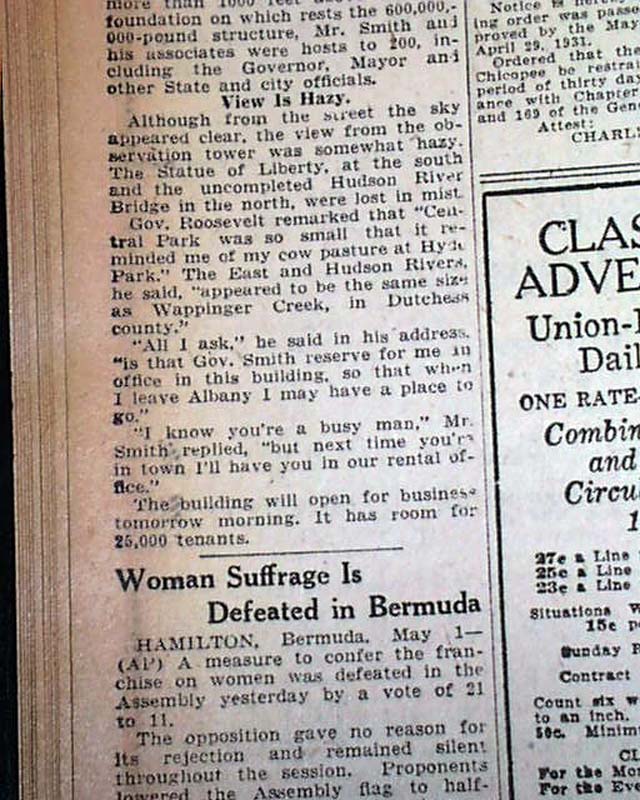 more than 1000 feet
foundation on which rests the 600,000,-
000-pound structure, Mr. Smith and
his associates were hosts to 200, in-
cluding the Governor, Mayor and
other State and city officials.
View Is Hazy.
Although from the street the sky
appeared clear, the view from the ob-
servation tower was somewhat hazy.
The Statue of Liberty, at the south
and the uncompleted Hudson River
Bridge in the north, were lost in mist.
Gov. Roosevelt remarked that "Cen-
tral Park was so small that it re-
minded me of my cow pasture at Hyde
Park." The East and Hudson Rivers,
he said, "appeared to be the same size
as Wappinger Creek, in Dutchess
county."
"All I ask," he said in his address,
"is that Gov. Smith reserve for me an
office in this building, so that when
I leave Albany I may have a place to
go."
"I know you're a busy man," Mr.
Smith replied, "but next time you're
in town I'll have you in our rental of-
fice."
The building will open for business
tomorrow morning. It has room for
25,000 tenants.
Woman Suffrage Is
Defeated in Bermuda
HAMILTON, Bermuda, May 1—
(AP) A measure to confer the fran-
chise on women was defeated in the
Assembly yesterday by a vote of 21
to 11.
The opposition gave no reason for
its rejection and remained silent
throughout the session. Proponents
lowered the Assembly flag to half-
Notice is
ing order was
proved by the
April 29, 1931.
Ordered that the
Chicopee be
period of thirty
ance with Chapter
and 169 of the
Attest:
CLAS
ADVE
Union-
Dail
ONE RATE
Combin
and
Circu
1
27c a Line
25c a Line
23c a Line
Situations
15c
Sunday
Contract
Count six
to an inch.
50c. Minim
CL
For the
For the